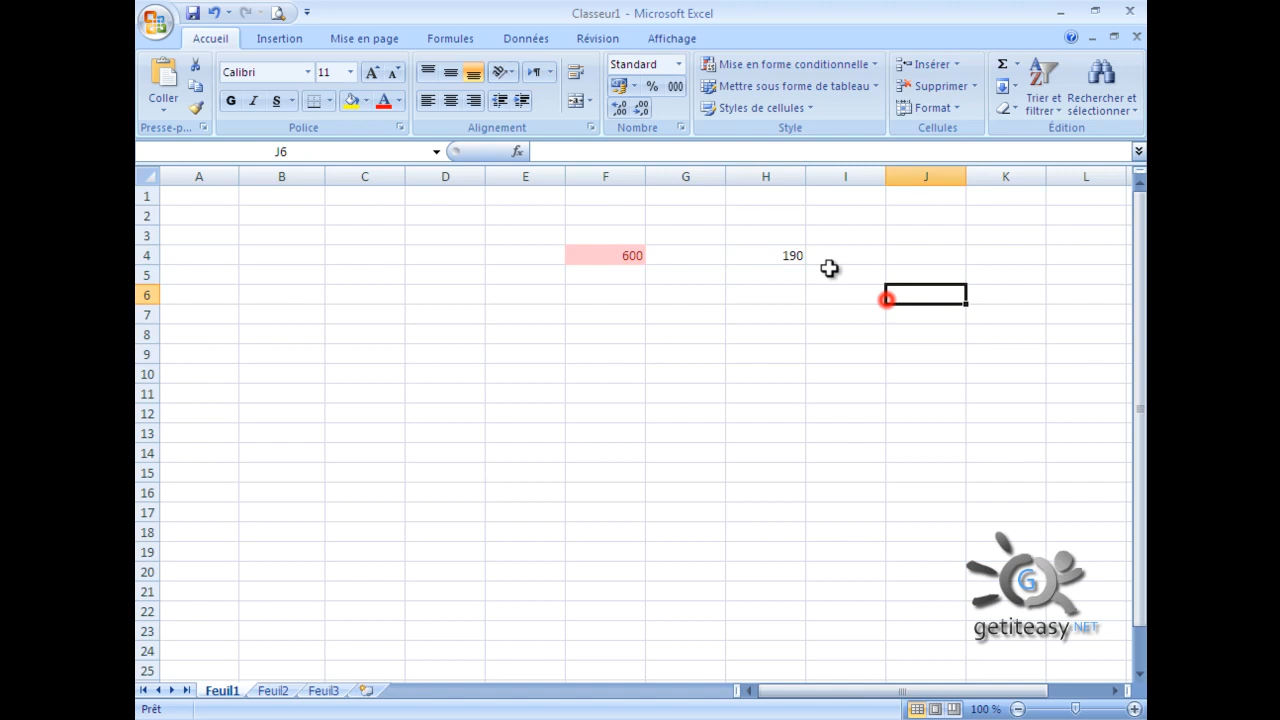 Classeur1 - Microsoft Excel
Accueil Insertion Mise en page Formules Données Révision Affichage
Coller
Presse-p...
Calibri 11 A A
G I S A
Police
Alignement
Standard
% 000
,00 ,0
Nombre
Mise en forme conditionnelle
Mettre sous forme de tableau
Styles de cellules
Style
Insérer
Supprimer
Format
Cellules
Σ
Trier et filtrer
Rechercher et sélectionner
Édition
J6 fx
A B C D E F G H I J K L
1
2
3
4 600 190
5
6
7
8
9
10
11
12
13
14
15
16
17
18
19
20
21
22
23
24
25
G
getiteasy.NET
Feuil1 Feuil2 Feuil3
Prêt 100 %